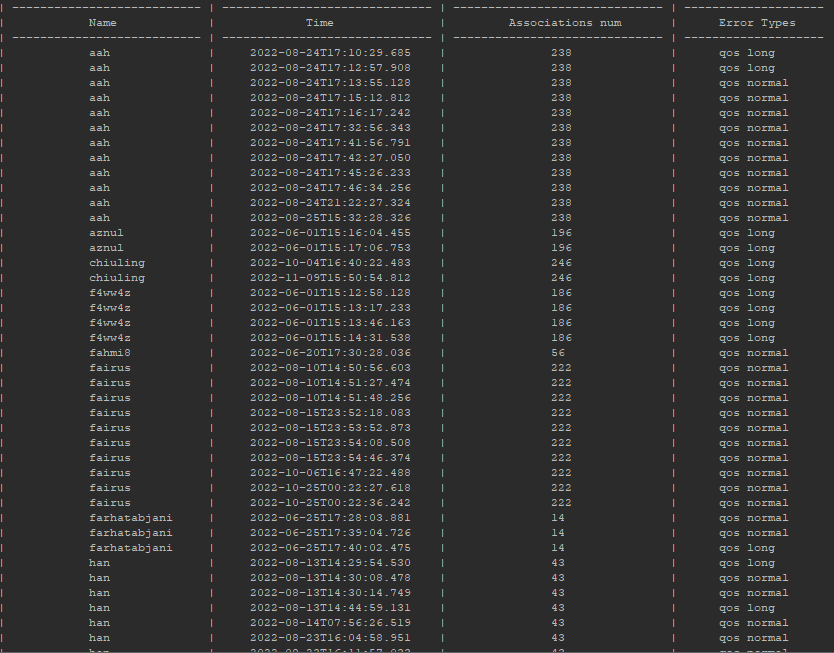 | --------------------------- | ------------------------------ | ------------------------------ | --------------------
| Name | Time | Associations num | Error Types
| --------------------------- | ------------------------------ | ------------------------------ | --------------------
| aah | 2022-08-24T17:10:29.685 | 238 | qos long
| aah | 2022-08-24T17:12:57.908 | 238 | qos long
| aah | 2022-08-24T17:13:55.128 | 238 | qos normal
| aah | 2022-08-24T17:15:12.812 | 238 | qos normal
| aah | 2022-08-24T17:16:17.242 | 238 | qos normal
| aah | 2022-08-24T17:32:56.343 | 238 | qos normal
| aah | 2022-08-24T17:41:56.791 | 238 | qos normal
| aah | 2022-08-24T17:42:27.050 | 238 | qos normal
| aah | 2022-08-24T17:45:26.233 | 238 | qos normal
| aah | 2022-08-24T17:46:34.256 | 238 | qos normal
| aah | 2022-08-24T21:22:27.324 | 238 | qos normal
| aah | 2022-08-25T15:32:28.326 | 238 | qos normal
| aznul | 2022-06-01T15:16:04.455 | 196 | qos long
| aznul | 2022-06-01T15:17:06.753 | 196 | qos long
| chiuling | 2022-10-04T16:40:22.483 | 246 | qos long
| chiuling | 2022-11-09T15:50:54.812 | 246 | qos long
| f4ww4z | 2022-06-01T15:12:58.128 | 186 | qos long
| f4ww4z | 2022-06-01T15:13:17.233 | 186 | qos long
| f4ww4z | 2022-06-01T15:13:46.163 | 186 | qos long
| f4ww4z | 2022-06-01T15:14:31.538 | 186 | qos long
| fahmi8 | 2022-06-20T17:30:28.036 | 56 | qos normal
| fairus | 2022-08-10T14:50:56.603 | 222 | qos normal
| fairus | 2022-08-10T14:51:27.474 | 222 | qos normal
| fairus | 2022-08-10T14:51:48.256 | 222 | qos normal
| fairus | 2022-08-15T23:52:18.083 | 222 | qos normal
| fairus | 2022-08-15T23:53:52.873 | 222 | qos normal
| fairus | 2022-08-15T23:54:08.508 | 222 | qos normal
| fairus | 2022-08-15T23:54:46.374 | 222 | qos normal
| fairus | 2022-10-06T16:47:22.488 | 222 | qos normal
| fairus | 2022-10-25T00:22:27.618 | 222 | qos normal
| fairus | 2022-10-25T00:22:36.242 | 222 | qos normal
| farhatabjani | 2022-06-25T17:28:03.881 | 14 | qos normal
| farhatabjani | 2022-06-25T17:39:04.726 | 14 | qos normal
| farhatabjani | 2022-06-25T17:40:02.475 | 14 | qos long
| han | 2022-08-13T14:29:54.530 | 43 | qos long
| han | 2022-08-13T14:30:08.478 | 43 | qos normal
| han | 2022-08-13T14:30:14.749 | 43 | qos normal
| han | 2022-08-13T14:44:59.131 | 43 | qos long
| han | 2022-08-14T07:56:26.519 | 43 | qos normal
| han | 2022-08-23T16:04:58.951 | 43 | qos normal